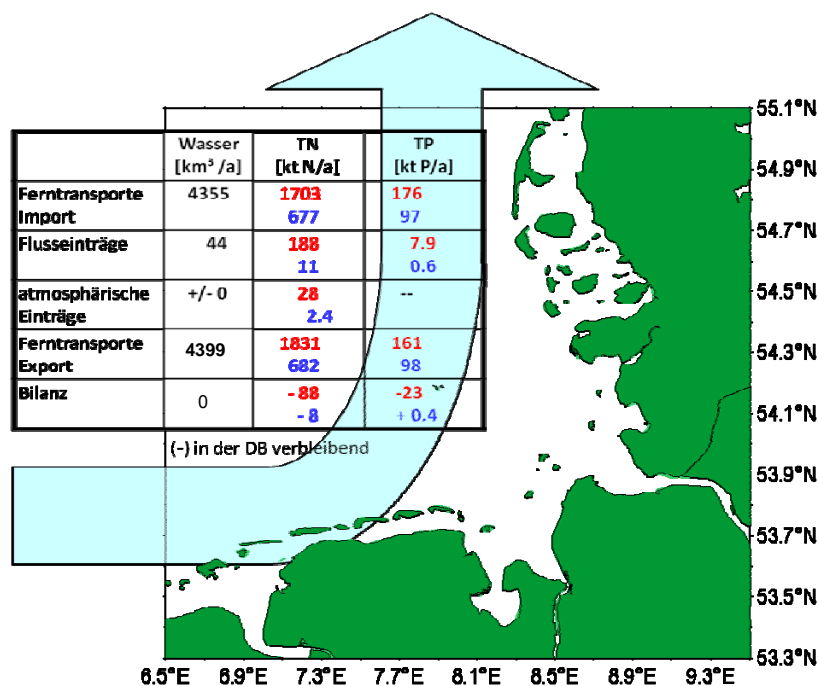 Wasser TN TP
[km³ /a] [kt N/a[ [kt P/a]
Ferntransporte 4355 1703 176
Import 677 97
Flusseinträge 44 188 7.9
11 0.6
atmosphärische +/- 0 28 --
Einträge 2.4
Ferntransporte 4399 1831 161
Export 682 98
Bilanz 0 - 88 -23
- 8 + 0.4
(-) in der DB verbleibend
55.1°N
54.9°N
54.7°N
54.5°N
54.3°N
54.1°N
53.9°N
53.7°N
53.5°N
53.3°N
6.5°E 6.9°E 7.3°E 7.7°E 8.1°E 8.5°E 8.9°E 9.3°E